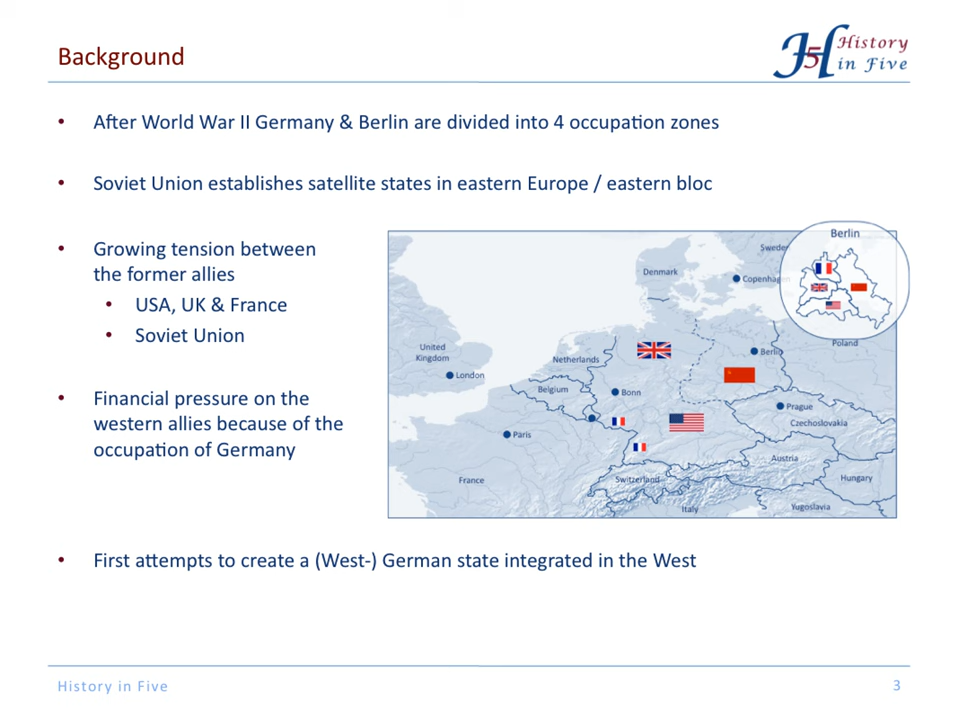 Background
H5 History
in Five
• After World War II Germany & Berlin are divided into 4 occupation zones
• Soviet Union establishes satellite states in eastern Europe / eastern bloc
• Growing tension between
the former allies
• USA, UK & France
• Soviet Union
• Financial pressure on the
western allies because of the
occupation of Germany
Berlin
Denmark
Copenhag
United
Kingdom
London
Netherlands
Belgium
Berlin
Poland
Bonn
Prague
Czechoslovakia
Paris
Austria
France
Switzerland
Hungary
Italy
Yugoslavia
• First attempts to create a (West-) German state integrated in the West
History in Five
3